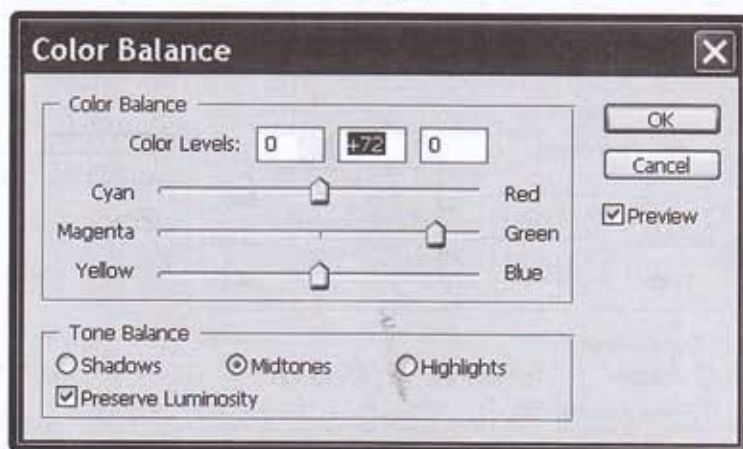 Color Balance
Color Balance
Color Levels: 0 +72 0
OK
Cancel
Cyan Red
Preview
Magenta Green
Yellow Blue
Tone Balance
Shadows Midtones Highlights
Preserve Luminosity